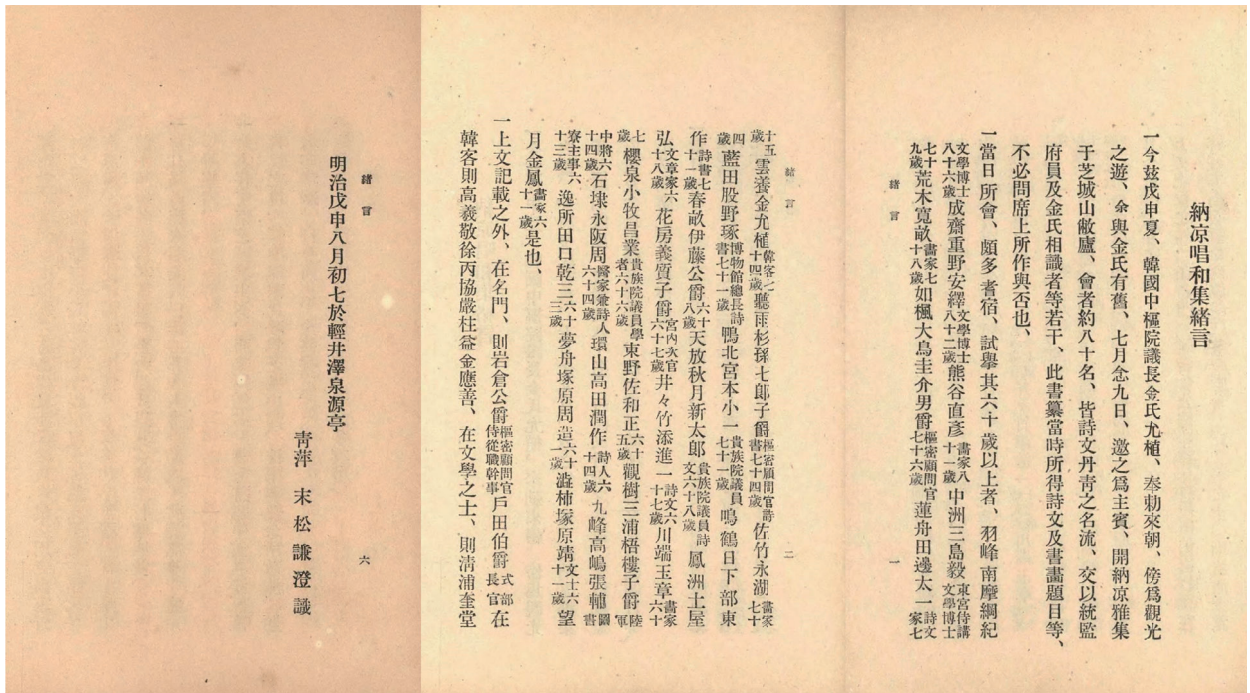 納凉唱和集緒言
一今玆戊申夏、韓國中樞院議長金氏允植、奉勅來朝、傍爲觀光
之遊、余與金氏有舊、七月念九日、邀之爲主賓、開納凉雅集
于芝城山敝廬、會者約八十名、皆詩文丹靑之名流、交以統監
府員及金氏相識者等若干、此書纂當時所得詩文及書畫題目等、
不必問席上所作與否也、
一當日所會、頗多耆宿、試擧其六十歲以上者、羽峰南摩綱紀
文學博士八十六歲成齋重野安繹文學博士八十二歲熊谷直彥畫家八十一歲中洲三島毅東宮侍講文學博士
七十九歲荒木寬畝畫家七十八歲如楓大鳥圭介男爵樞密顧問官七十六歲蓮舟田邊太一詩文家七
緒言
一
緒言
二
十五歲雲養金允植韓客七十四歲聽雨杉孫七郞子爵樞密顧問官詩書七十四歲佐竹永湖畫家七十
四歲藍田股野琢博物館總長詩書七十一歲鴨北宮本小一貴族院議員七十一歲鳴鶴日下部東
作詩書七十一歲春畝伊藤公爵六十八歲天放秋月新太郞貴族院議員詩文六十八歲鳳洲土屋
弘文章家六十八歲花房義質子爵宮內次官六十七歲井々竹添進一詩文六十七歲川端玉章畫家六十
七歲櫻泉小牧昌業貴族院議員學者六十六歲東野佐和正六十五歲觀樹三浦梧樓子爵陸軍
中將六十四歲石埭永阪周醫家兼詩人六十四歲環山高田潤作詩人六十四歲九峰高嶋張輔圖書
寮主事六十三歲逸所田口乾三六十三歲夢舟塚原周造六十一歲澁柿塚原靖文士六十一歲望
月金鳳畫家六十一歲是也、
一上文記載之外、在名門、則岩倉公爵樞密顧問官侍從職幹事戶田伯爵式部長官在
韓客則高羲敬徐丙協嚴柱益金應善、在文學之士、則淸浦奎堂
緒言
六
明治戊申八月初七於輕井澤泉源亭
靑萍 末松謙澄識